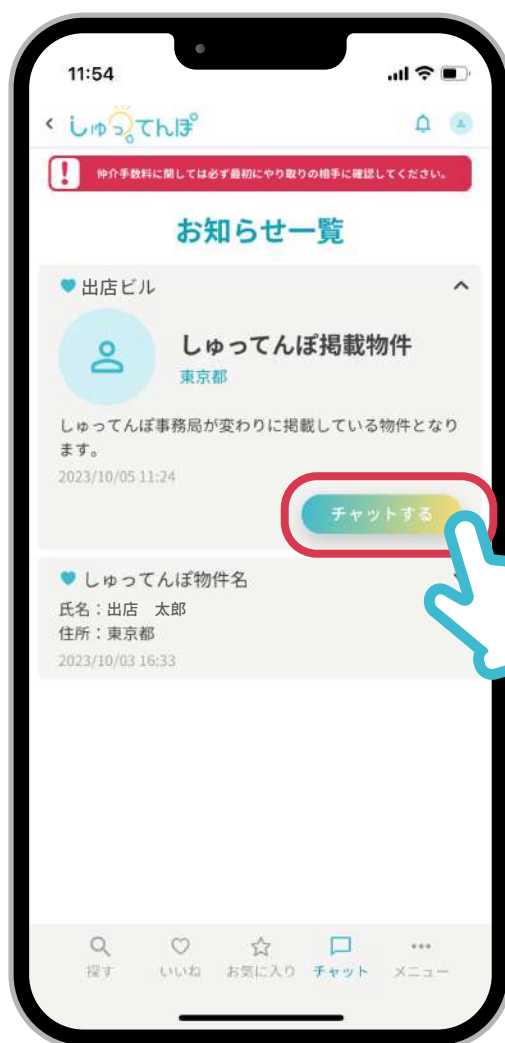 11:54
しゅってんぽ
仲介手数料に関しては必ず最初にやり取りの相手に確認してください。
お知らせ一覧
出店ビル
しゅってんぽ掲載物件
東京都
しゅってんぽ事務局が変わりに掲載している物件となり
ます。
2023/10/05 11:24
チャットする
しゅってんぽ物件名
氏名：出店　太郎
住所：東京都
2023/10/03 16:33
探す いいね お気に入り チャット メニュー